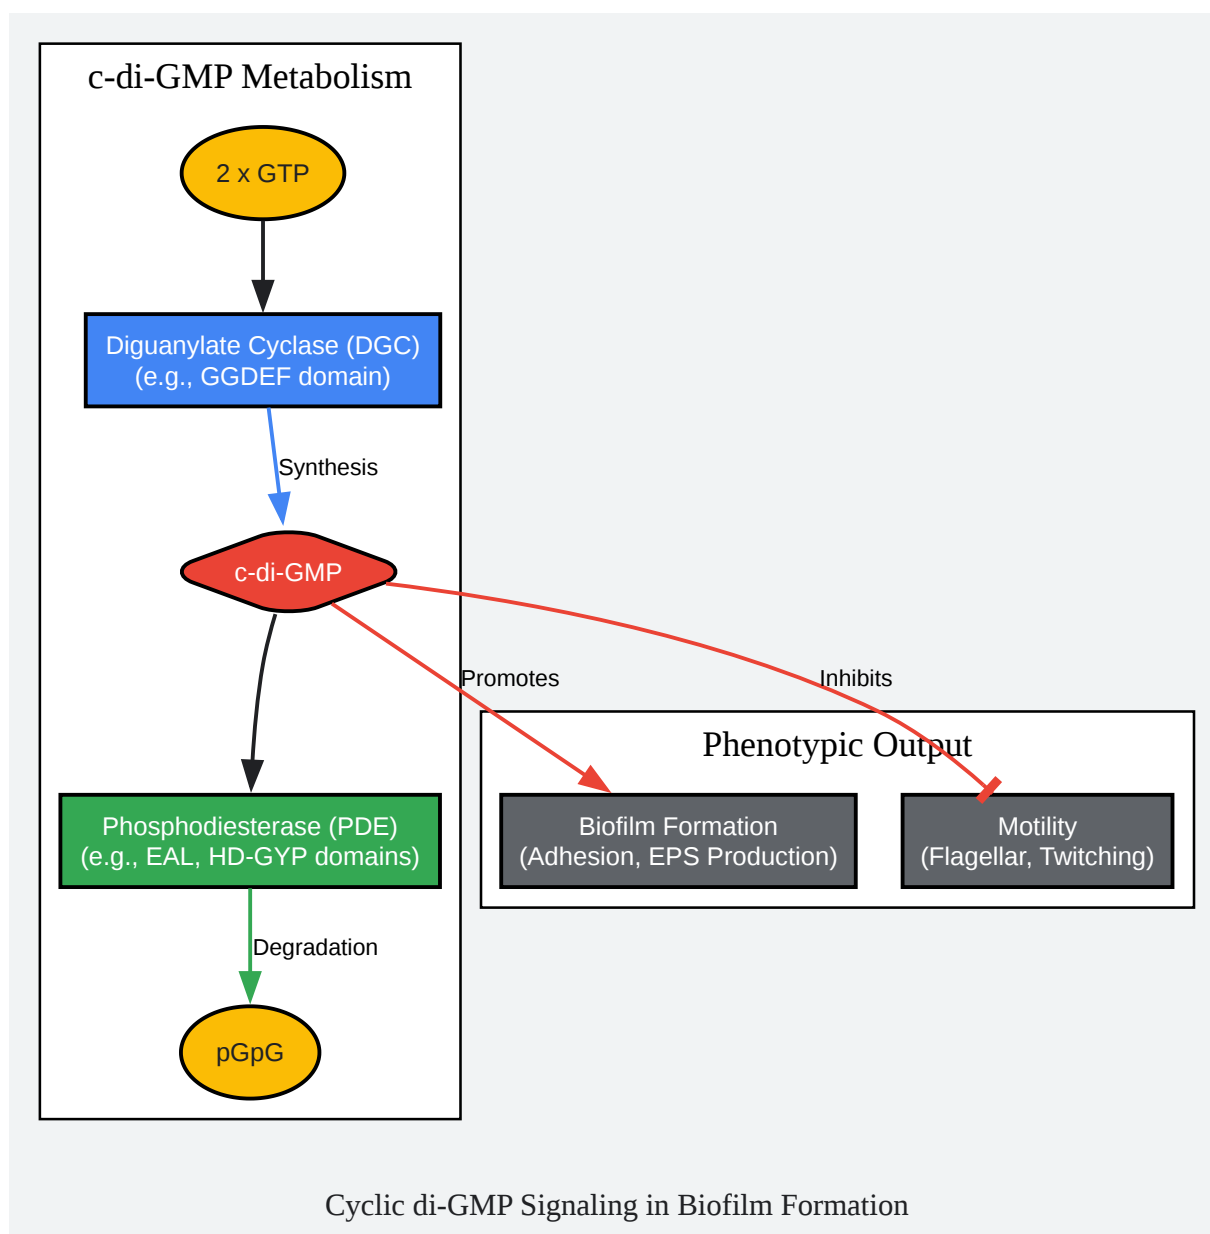 c-di-GMP Metabolism
2 x GTP
Diguanylate Cyclase (DGC)
(e.g., GGDEF domain)
Synthesis
c-di-GMP
Promotes
Inhibits
Phenotypic Output
Phosphodiesterase (PDE)
(e.g., EAL, HD-GYP domains)
Biofilm Formation
(Adhesion, EPS Production)
Motility
(Flagellar, Twitching)
Degradation
pGpG
Cyclic di-GMP Signaling in Biofilm Formation